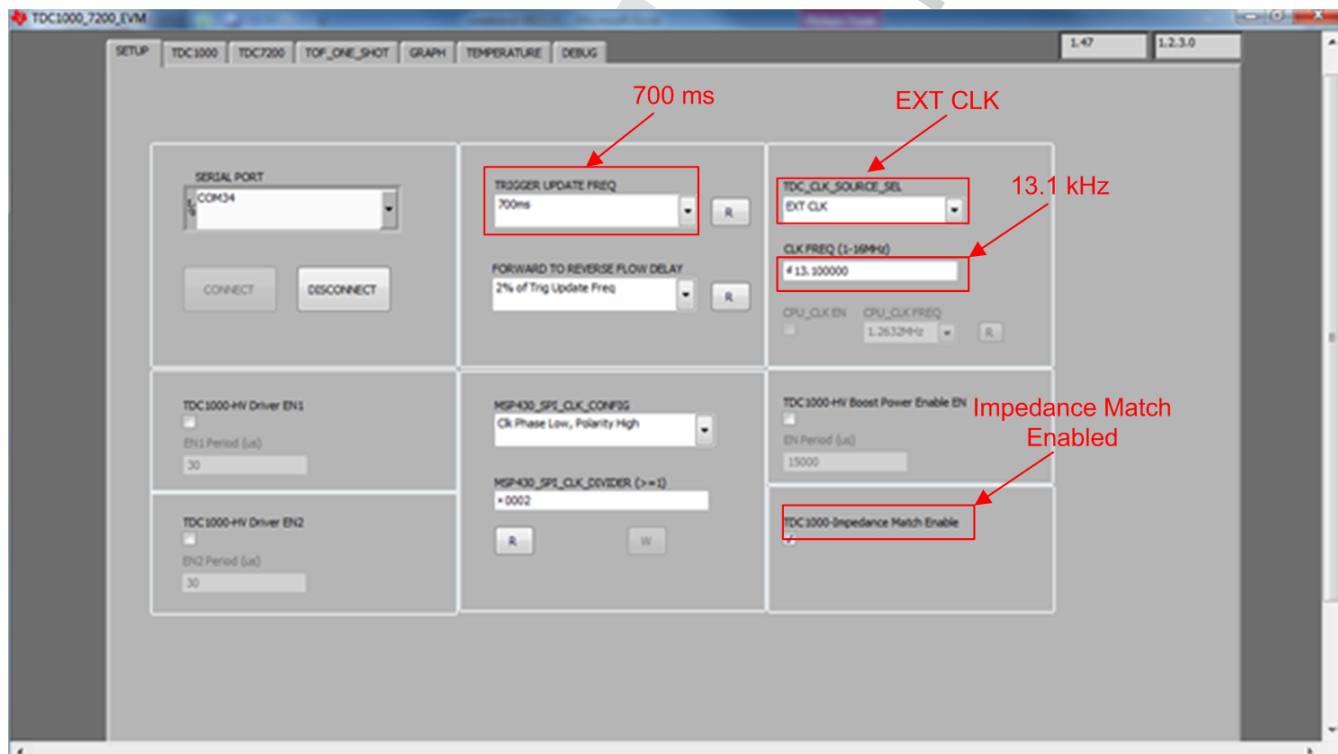 TDC1000_7200_EVM
SETUP TDC1000 TDC7200 TOF_ONE_SHOT GRAPH TEMPERATURE DEBUG
1.47 1.2.3.0
700 ms
EXT CLK
13.1 kHz
SERIAL PORT
COM34
CONNECT DISCONNECT
TRIGGER UPDATE FREQ
700ms R
FORWARD TO REVERSE FLOW DELAY
2% of Trig Update Freq R
TDC_CLK_SOURCE_SEL
EXT CLK
CLK FREQ (1-16MHz)
13.100000
CPU_CLK EN CPU_CLK FREQ
1.2632MHz R
TDC1000-HV Driver EN1
EN1 Period (us)
30
MSP430_SPI_CLK_CONFIG
Clk Phase Low, Polarity High
MSP430_SPI_CLK_DIVIDER (>=1)
×0002
R W
TDC1000-HV Boost Power Enable EN
EN Period (us)
15000
Impedance Match
Enabled
TDC1000-HV Driver EN2
EN2 Period (us)
30
TDC1000-Impedance Match Enable